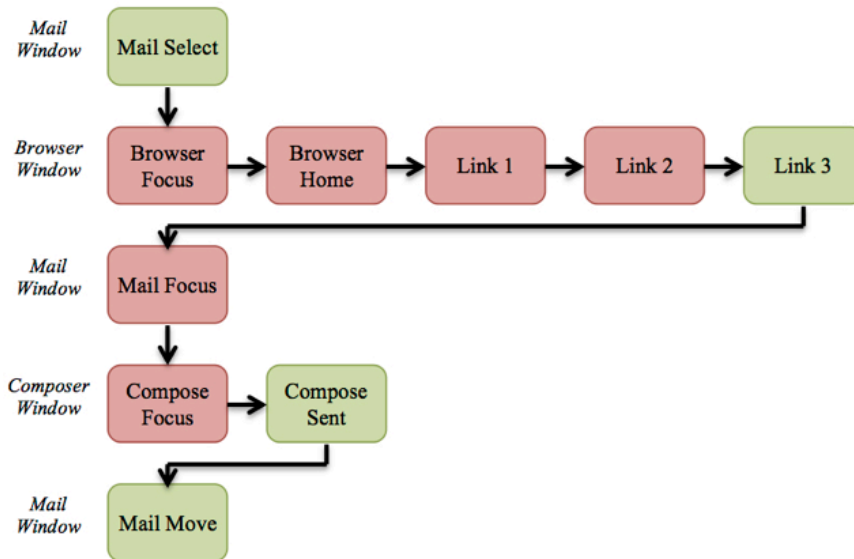 Mail
Window
Mail Select
Browser
Window
Browser
Focus
Browser
Home
Link 1
Link 2
Link 3
Mail
Window
Mail Focus
Composer
Window
Compose
Focus
Compose
Sent
Mail
Window
Mail Move